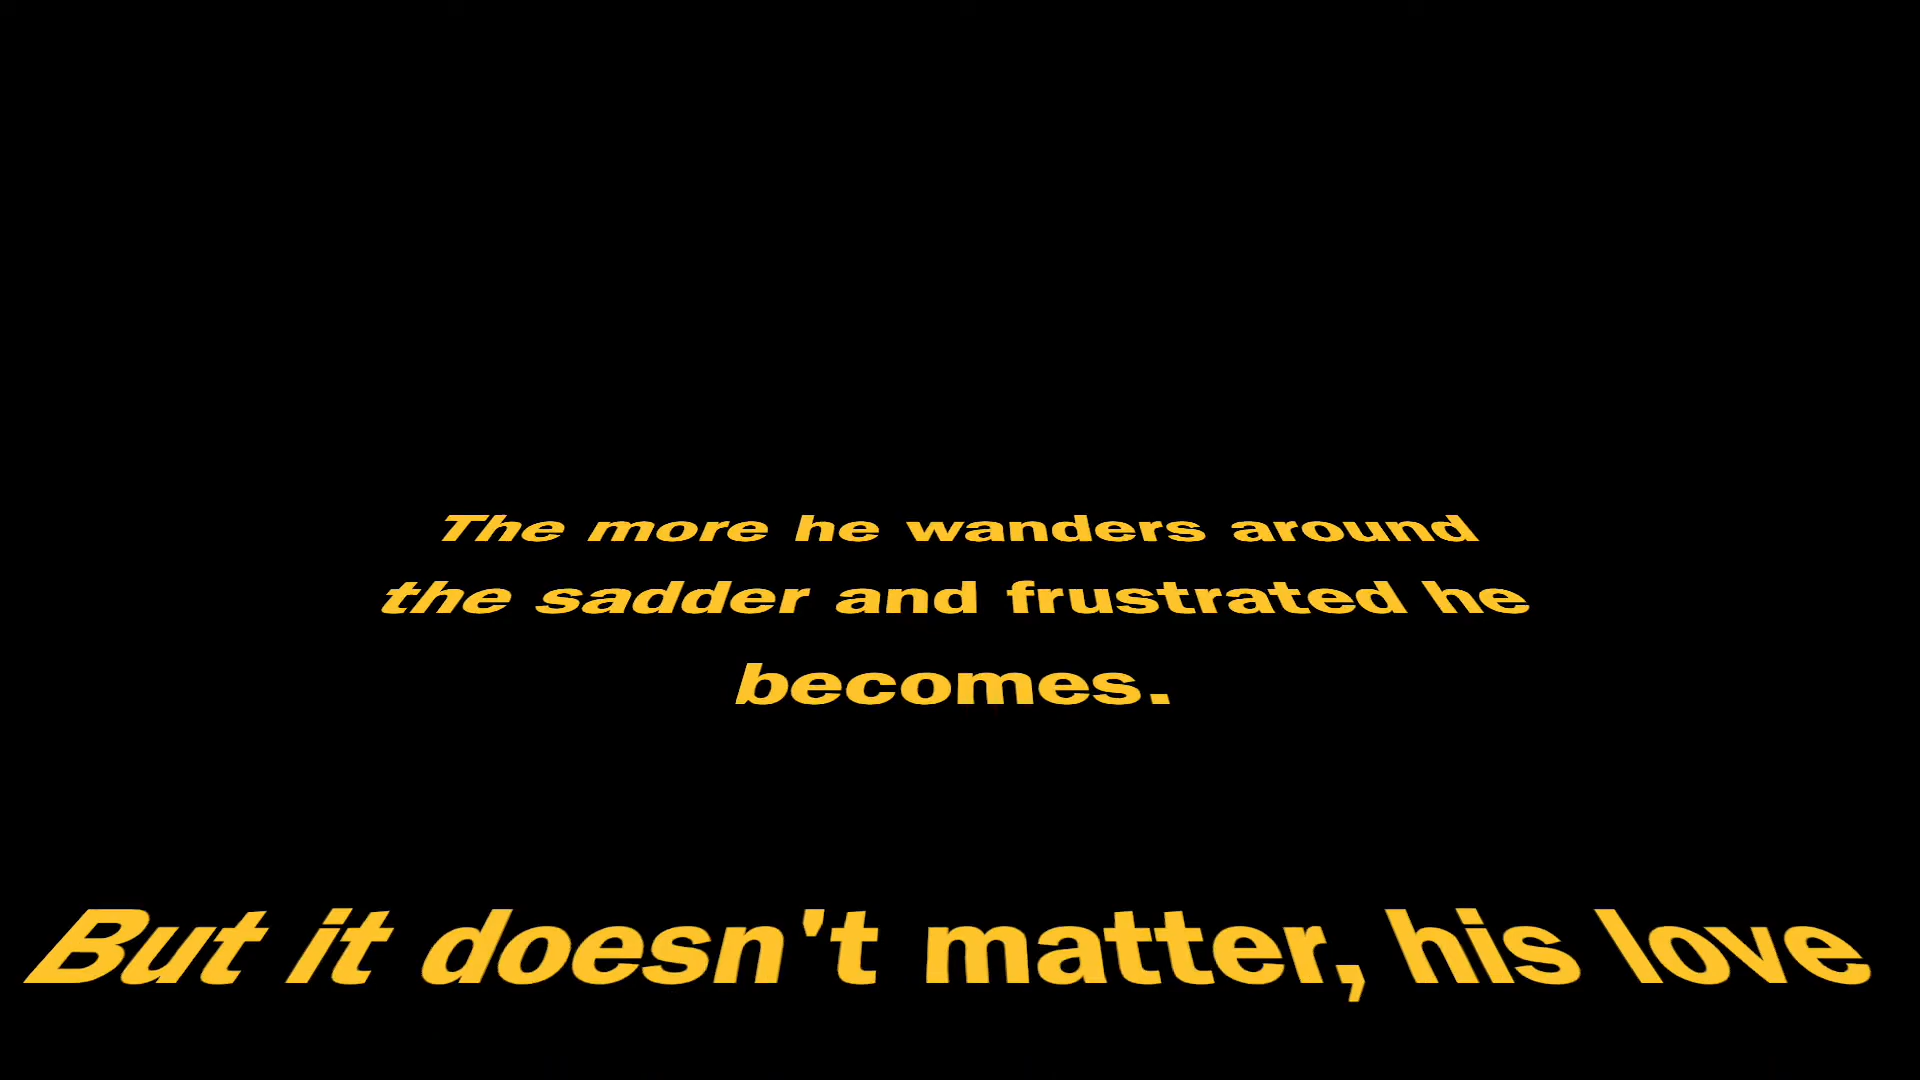 The more he wanders around
the sadder and frustrated he
becomes.
But it doesn't matter, his love